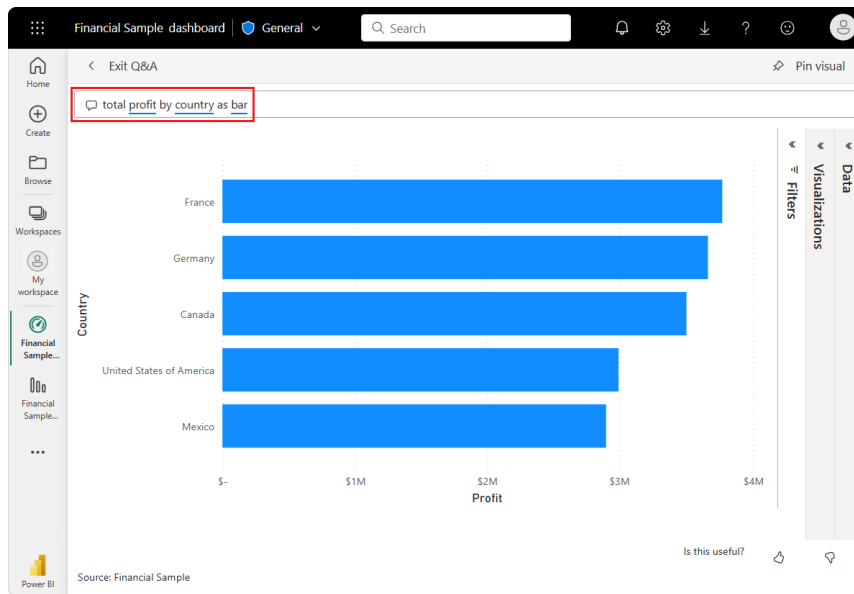 Financial Sample dashboard
General
Search
Home
Create
Browse
Workspaces
My
workspace
Financial
Sample...
Financial
Sample...
Power BI
Exit Q&A
Pin visual
total profit by country as bar
Filters
Visualizations
Data
Country
France
Germany
Canada
United States of America
Mexico
$-
$1M
$2M
$3M
$4M
Profit
Is this useful?
Source: Financial Sample